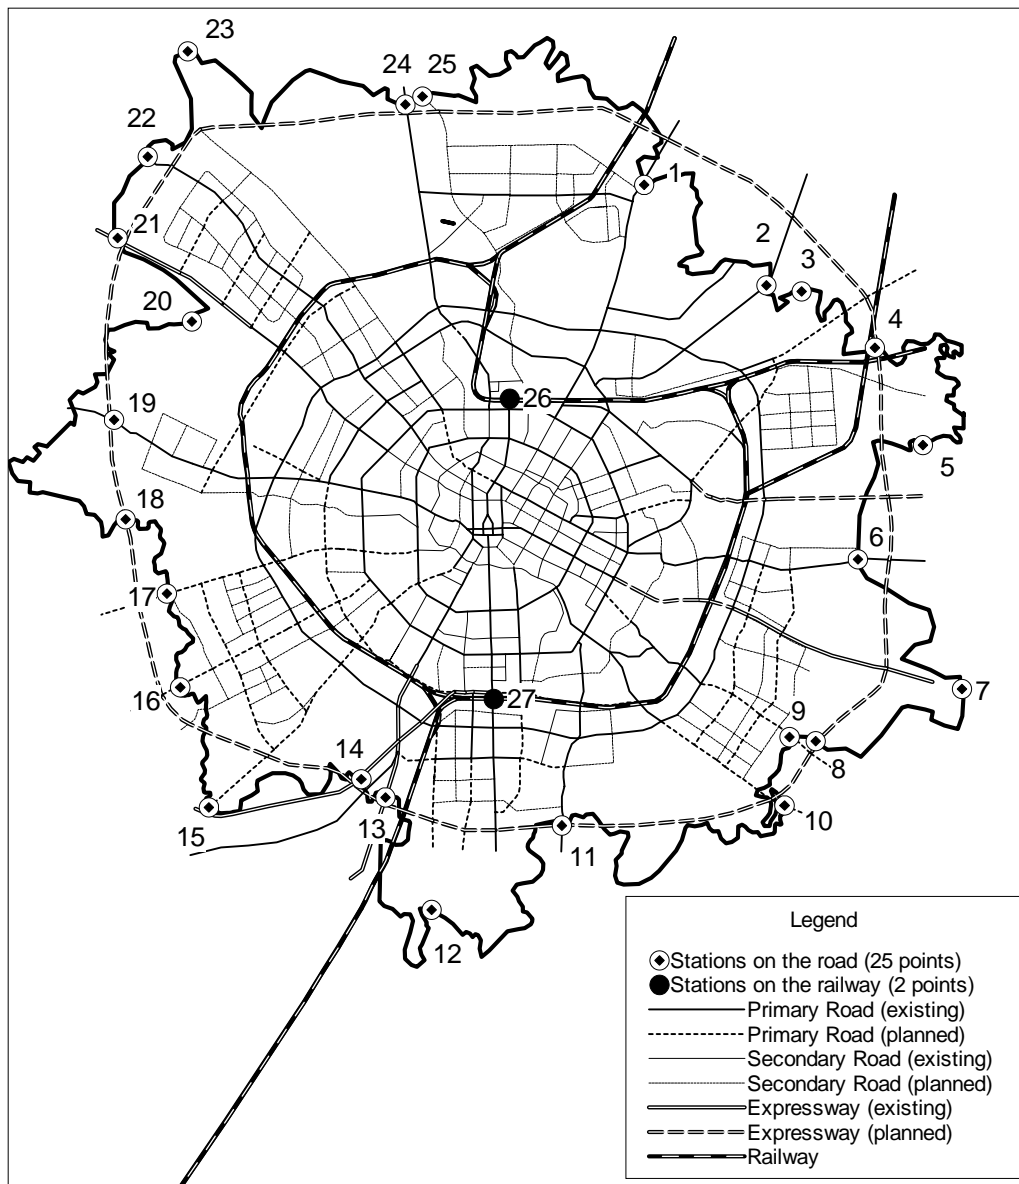 23
24
25
22
1
2
3
21
20
4
26
19
5
18
6
17
16
27
7
9
8
14
15
13
10
11
12
Legend
Stations on the road (25 points)
Stations on the railway (2 points)
Primary Road (existing)
Primary Road (planned)
Secondary Road (existing)
Secondary Road (planned)
Expressway (existing)
Expressway (planned)
Railway